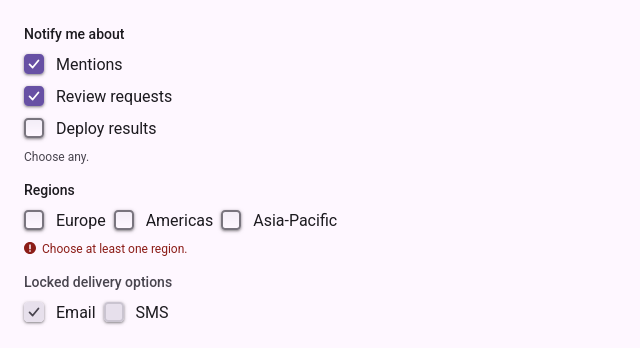 Notify me about
Mentions
Review requests
Deploy results
Choose any.
Regions
Europe Americas Asia-Pacific
Choose at least one region.
Locked delivery options
Email SMS